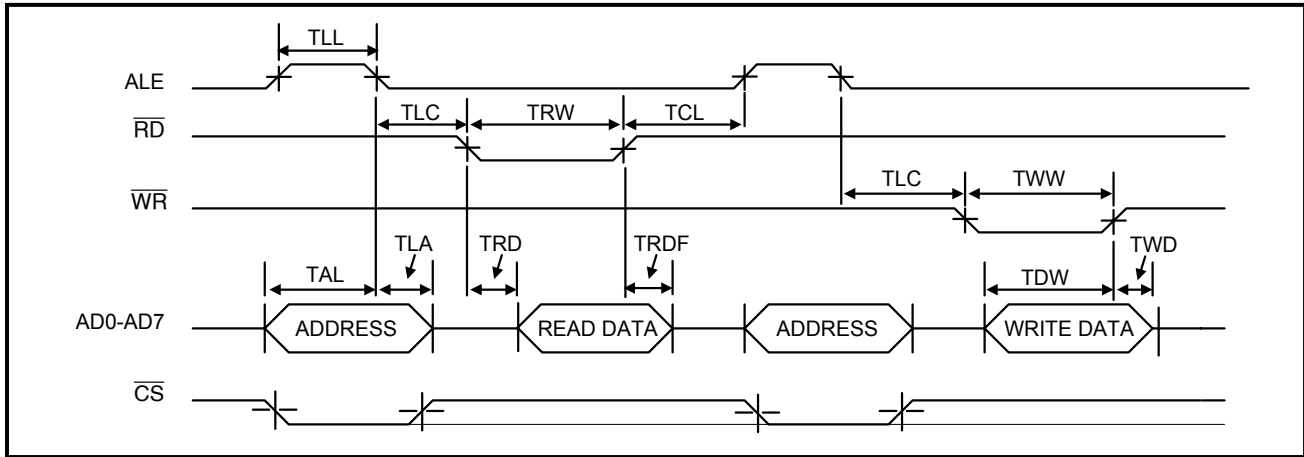 TLL
ALE
TLC TRW TCL
RD
TLC TWW
WR
TLA TRD TRDF TWD
TAL TDW
AD0-AD7 ADDRESS READ DATA ADDRESS WRITE DATA
CS